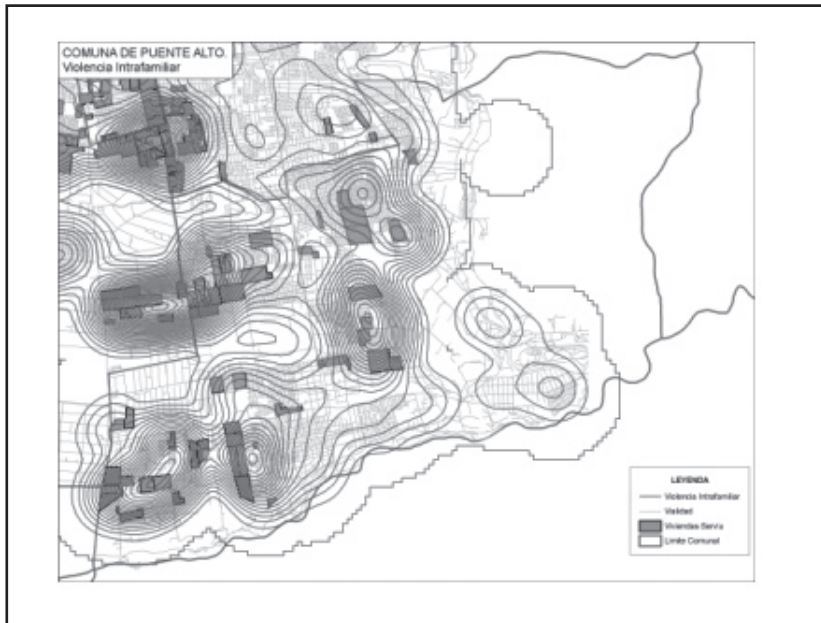 COMUNA DE PUENTE ALTO.
Violencia Intrafamiliar
LEYENDA
Violencia Intrafamiliar
Vialidad
Viviendas Serviu
Limite Comunal